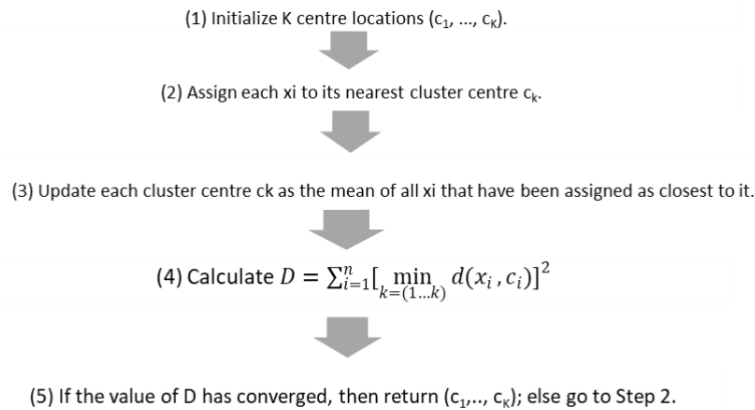 (1) Initialize K centre locations (c₁, ..., cₖ).
(2) Assign each xi to its nearest cluster centre cₖ.
(3) Update each cluster centre ck as the mean of all xi that have been assigned as closest to it.
(4) Calculate D = ∑ⁿᵢ₌₁[ min k=(1...k) d(xᵢ , cᵢ)]²
(5) If the value of D has converged, then return (c₁,.., cₖ); else go to Step 2.